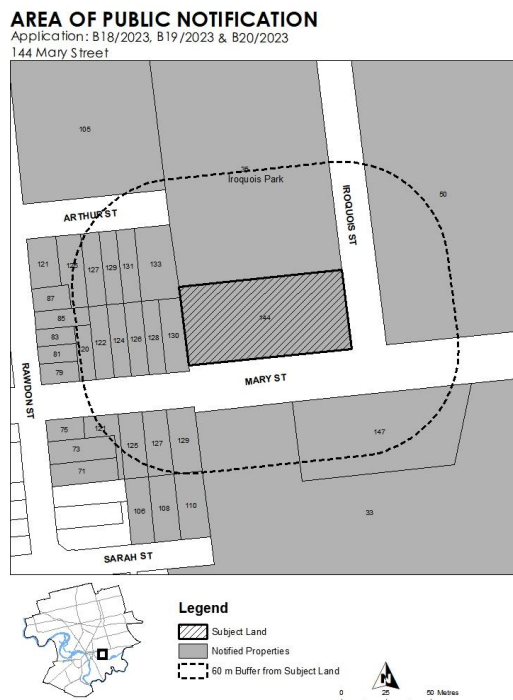 AREA OF PUBLIC NOTIFICATION
Application: B18/2023, B19/2023 & B20/2023
144 Mary Street
105
Iroquois Park
50
IROQUOIS ST
ARTHUR ST
121
127
129
131
133
87
85
83
81
79
122
124
126
128
130
144
RAWDON ST
MARY ST
75
73
71
125
127
129
147
106
108
110
33
SARAH ST
Legend
Subject Land
Notified Properties
60 m Buffer from Subject Land
N
0 25 50 Metres